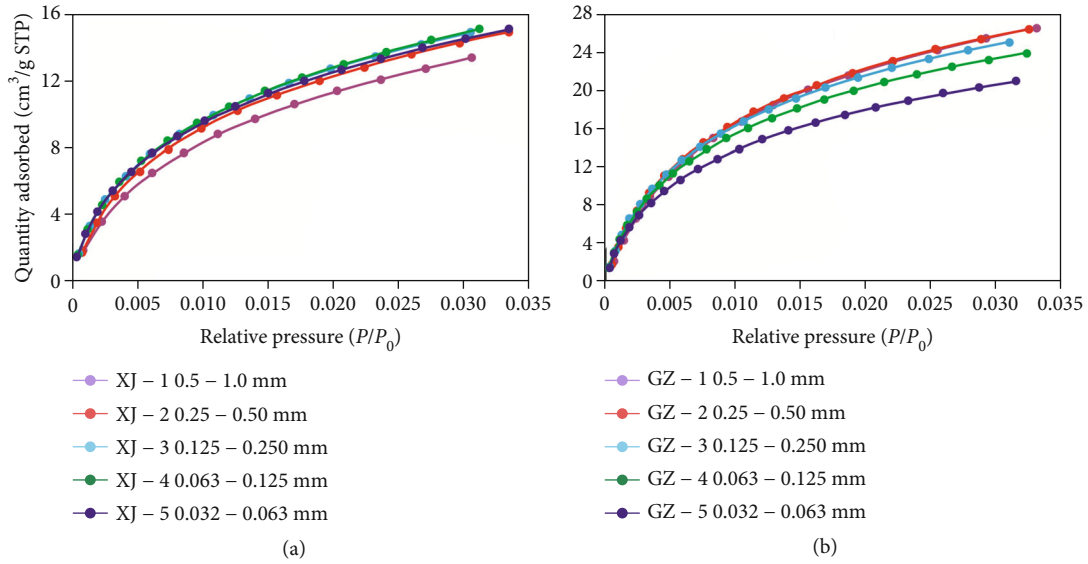 Quantity adsorbed (cm³/g STP)
16
12
8
4
0
0
0.005
0.010
0.015
0.020
0.025
0.030
0.035
Relative pressure (P/P₀)
XJ – 1 0.5 – 1.0 mm
XJ – 2 0.25 – 0.50 mm
XJ – 3 0.125 – 0.250 mm
XJ – 4 0.063 – 0.125 mm
XJ – 5 0.032 – 0.063 mm
(a)
28
24
20
16
12
8
4
0
0
0.005
0.010
0.015
0.020
0.025
0.030
0.035
Relative pressure (P/P₀)
GZ – 1 0.5 – 1.0 mm
GZ – 2 0.25 – 0.50 mm
GZ – 3 0.125 – 0.250 mm
GZ – 4 0.063 – 0.125 mm
GZ – 5 0.032 – 0.063 mm
(b)